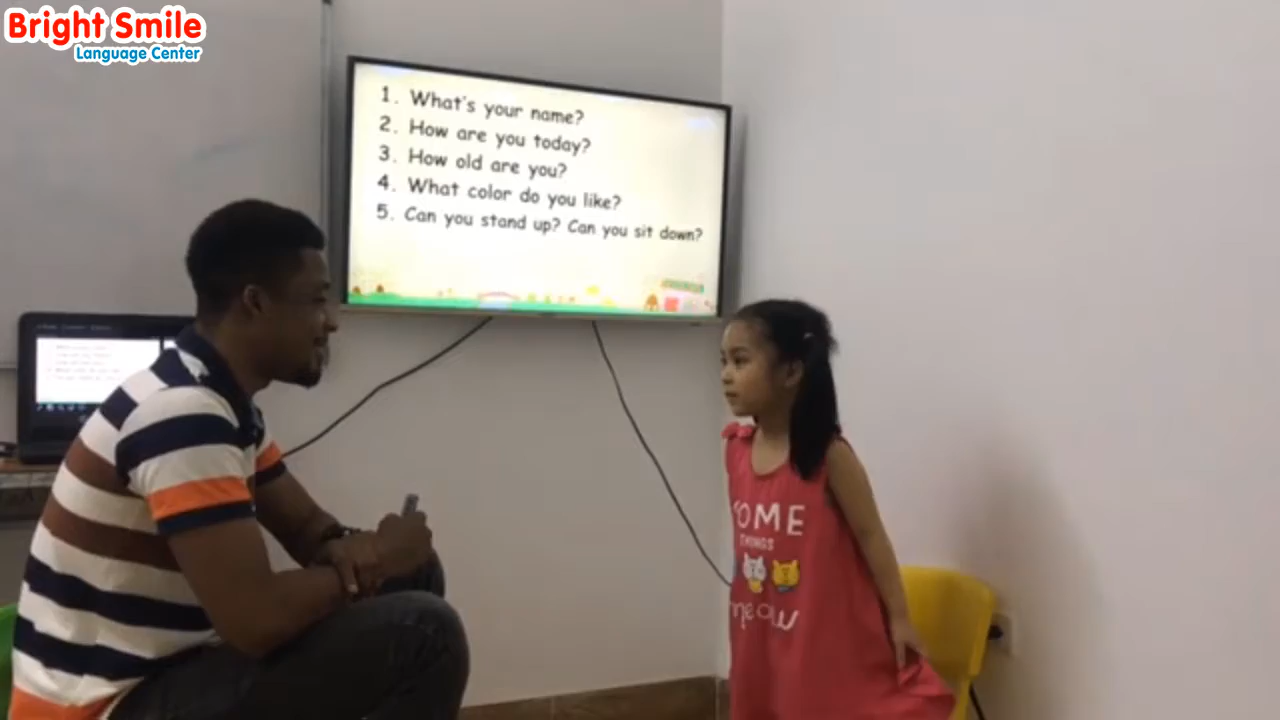 Bright Smile
Language Center
1. What's your name?
2. How are you today?
3. How old are you?
4. What color do you like?
5. Can you stand up? Can you sit down?
OME
THINGS
meow